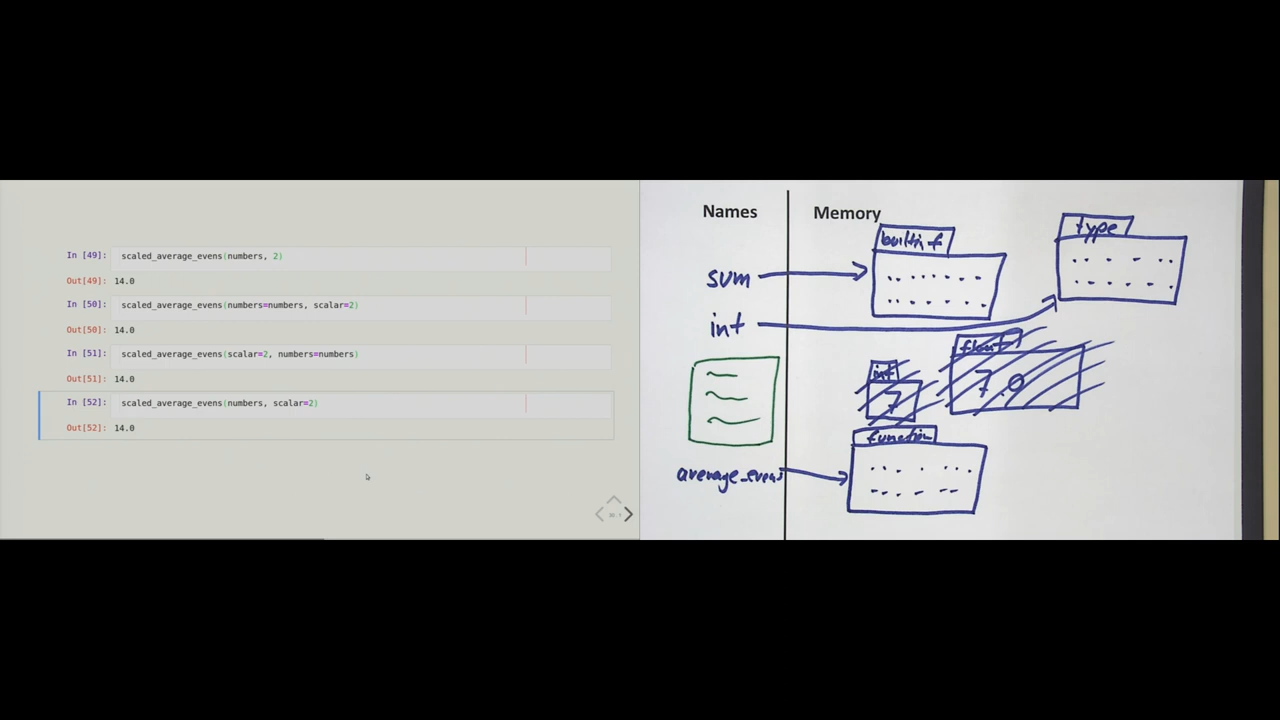 In [49]: scaled_average_evens(numbers, 2)
Out[49]: 14.0
In [50]: scaled_average_evens(numbers=numbers, scalar=2)
Out[50]: 14.0
In [51]: scaled_average_evens(scalar=2, numbers=numbers)
Out[51]: 14.0
In [52]: scaled_average_evens(numbers, scalar=2)
Out[52]: 14.0
Names Memory
builtin f
type
sum
int
float
7.0
int
7
function
average_evens